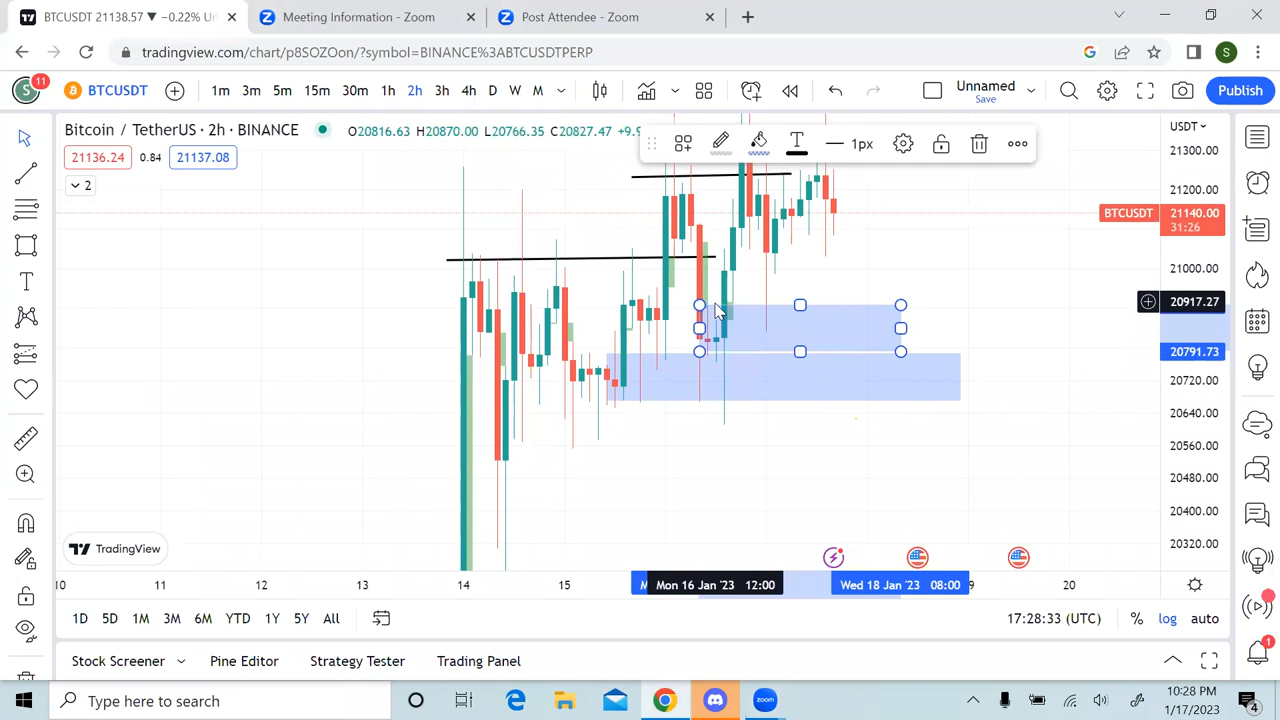 BTCUSDT 21138.57 ▼ −0.22% Un
Meeting Information - Zoom
Post Attendee - Zoom
tradingview.com/chart/p8SOZOon/?symbol=BINANCE%3ABTCUSDTPERP
S
S
11
BTCUSDT
1m 3m 5m 15m 30m 1h 2h 3h 4h D W M
Unnamed
Save
Publish
Bitcoin / TetherUS · 2h · BINANCE
O20816.63 H20870.00 L20766.35 C20827.47
USDT
21136.24 0.84 21137.08
T
1px
2
21300.00
21200.00
BTCUSDT 21140.00
31:26
21000.00
20917.27
20791.73
20720.00
20640.00
20560.00
20480.00
20400.00
20320.00
TradingView
10 11 12 13 14 15
Mon 16 Jan '23 12:00
Wed 18 Jan '23 08:00
9 20
1D 5D 1M 3M 6M YTD 1Y 5Y All
17:28:33 (UTC)
% log auto
Stock Screener
Pine Editor
Strategy Tester
Trading Panel
1
Type here to search
zoom
10:28 PM
1/17/2023
4